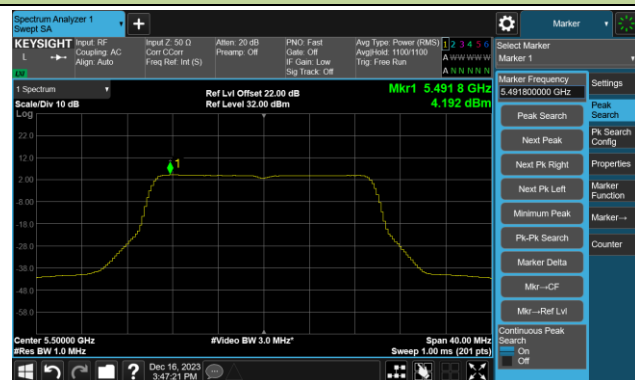 Spectrum Analyzer 1
Swept SA
Marker
KEYSIGHT
L
LW
Input: RF
Coupling: AC
Align: Auto
Input Z: 50 Ω
Corr CCorr
Freq Ref: Int (S)
Atten: 20 dB
Preamp: Off
PNO: Fast
Gate: Off
IF Gain: Low
Sig Track: Off
Avg Type: Power (RMS)
Avg|Hold: 1100/1100
Trig: Free Run
1 2 3 4 5 6
A W W W W W
A N N N N N
Select Marker
Marker 1
1 Spectrum
Scale/Div 10 dB
Log
Ref Lvl Offset 22.00 dB
Ref Level 32.00 dBm
Mkr1 5.491 8 GHz
4.192 dBm
22.0
12.0
2.00
-8.00
-18.0
-28.0
-38.0
-48.0
-58.0
1
Center 5.50000 GHz
#Res BW 1.0 MHz
#Video BW 3.0 MHz*
Span 40.00 MHz
Sweep 1.00 ms (201 pts)
Marker Frequency
5.491800000 GHz
Peak Search
Next Peak
Next Pk Right
Next Pk Left
Minimum Peak
Pk-Pk Search
Marker Delta
Mkr→CF
Mkr→Ref Lvl
Continuous Peak
Search
On
Off
Settings
Peak
Search
Pk Search
Config
Properties
Marker
Function
Marker→
Counter
Dec 16, 2023
3:47:21 PM